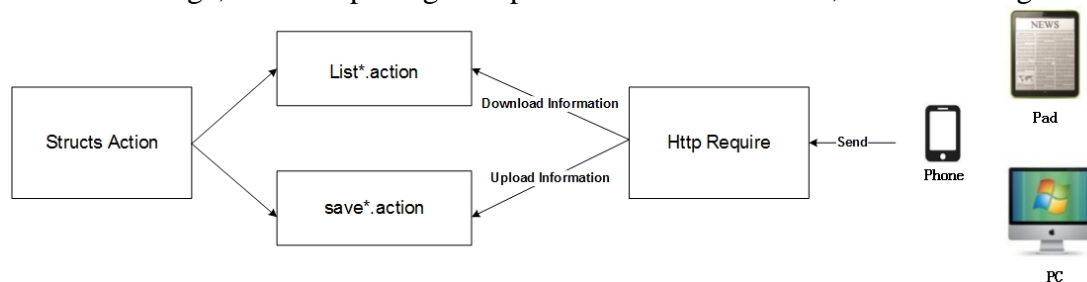 List*.action
Structs Action
save*.action
Download Information
Upload Information
Http Require
Send
Phone
NEWS
Pad
PC